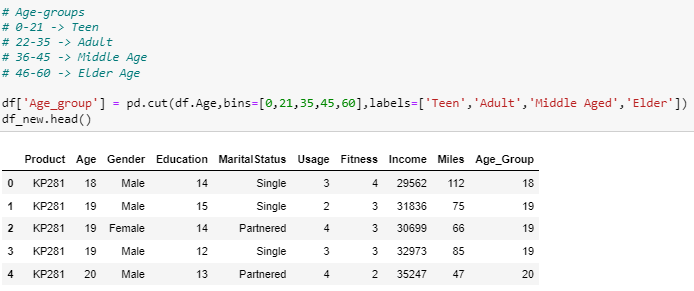 # Age-groups
# 0-21 -> Teen
# 22-35 -> Adult
# 36-45 -> Middle Age
# 46-60 -> Elder Age
df['Age_group'] = pd.cut(df.Age,bins=[0,21,35,45,60],labels=['Teen','Adult','Middle Aged','Elder'])
df_new.head()
Product Age Gender Education MaritalStatus Usage Fitness Income Miles Age_Group
0 KP281 18 Male 14 Single 3 4 29562 112 18
1 KP281 19 Male 15 Single 2 3 31836 75 19
2 KP281 19 Female 14 Partnered 4 3 30699 66 19
3 KP281 19 Male 12 Single 3 3 32973 85 19
4 KP281 20 Male 13 Partnered 4 2 35247 47 20